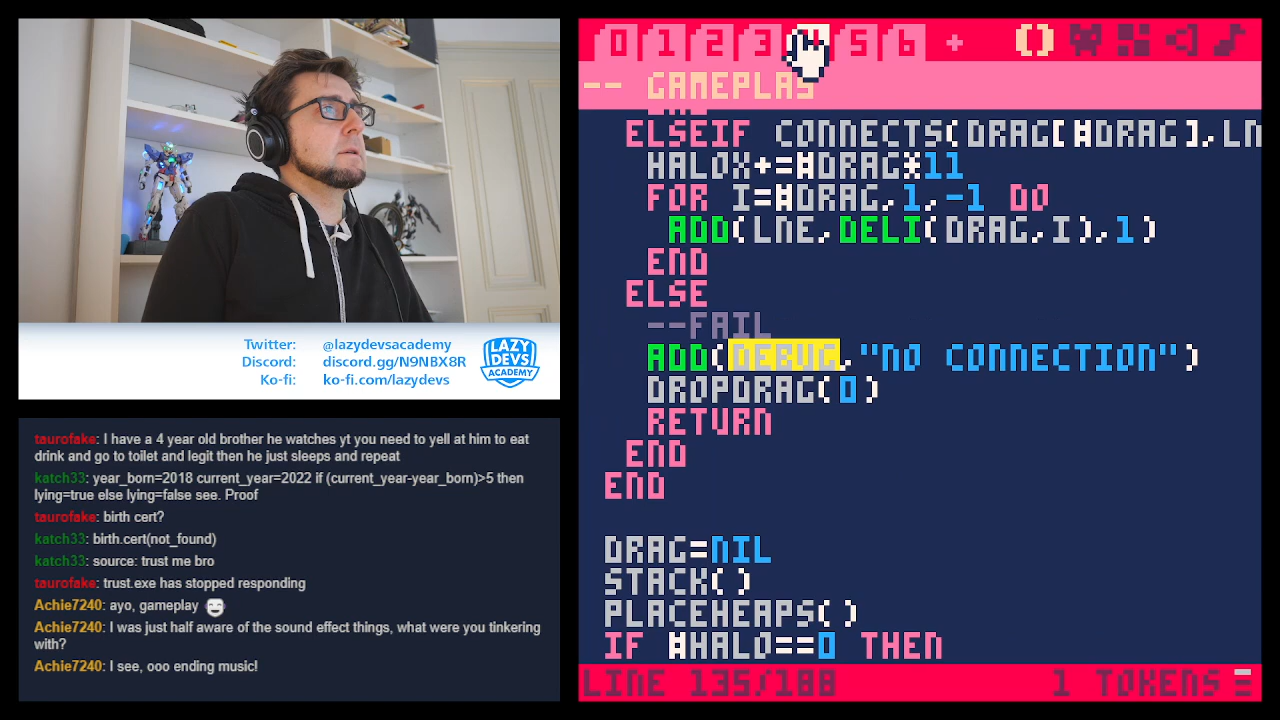 Twitter: @lazydevsacademy
Discord: discord.gg/N9NBX8R
Ko-fi: ko-fi.com/lazydevs
LAZY
DEVS
ACADEMY
taurofake: I have a 4 year old brother he watches yt you need to yell at him to eat
drink and go to toilet and legit then he just sleeps and repeat
katch33: year_born=2018 current_year=2022 if (current_year-year_born)>5 then
lying=true else lying=false see. Proof
taurofake: birth cert?
katch33: birth.cert(not_found)
katch33: source: trust me bro
taurofake: trust.exe has stopped responding
Achie7240: ayo, gameplay
Achie7240: I was just half aware of the sound effect things, what were you tinkering
with?
Achie7240: I see, ooo ending music!
0 1 2 3 4 5 6 + ()
-- GAMEPLAY
END
ELSEIF CONNECTS(DRAG[#DRAG],LN
HALOX+=#DRAG*11
FOR I=#DRAG,1,-1 DO
ADD(LNE,DELI(DRAG,I),1)
END
ELSE
--FAIL
ADD(DEBUG,"NO CONNECTION")
DROPDRAG(0)
RETURN
END
END
DRAG=NIL
STACK()
PLACEHEAPS()
IF #HALO==0 THEN
LINE 135/188 1 TOKENS